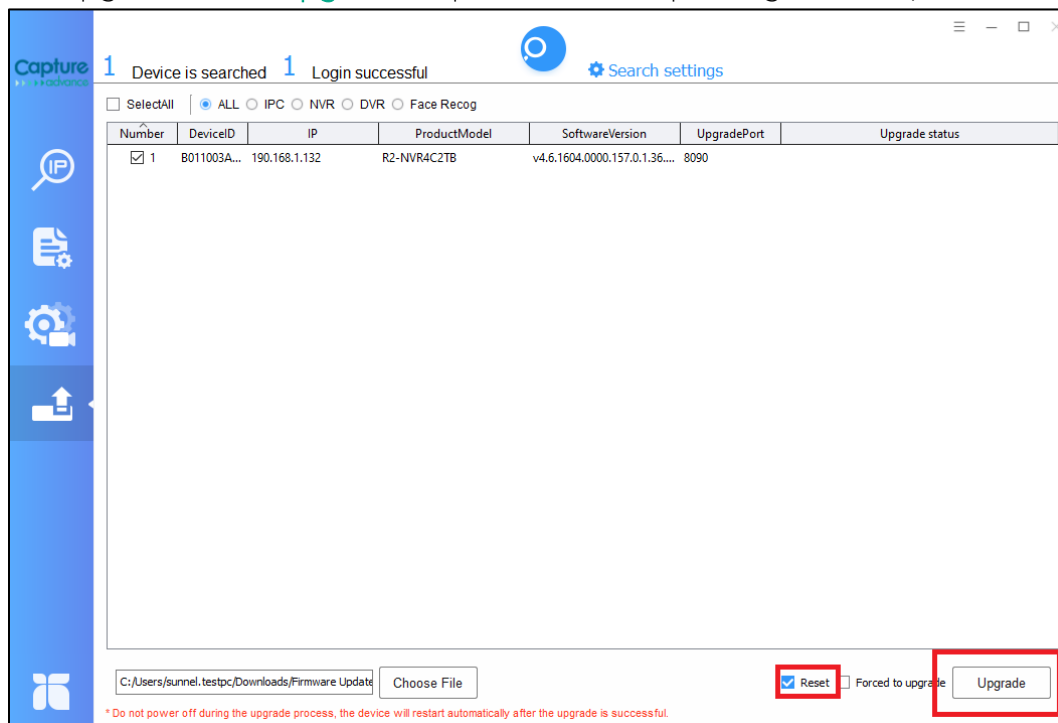 Capture
advance
1 Device is searched 1 Login successful Search settings
SelectAll ALL IPC NVR DVR Face Recog
Number DeviceID IP ProductModel SoftwareVersion UpgradePort Upgrade status
1 B011003A... 190.168.1.132 R2-NVR4C2TB v4.6.1604.0000.157.0.1.36.... 8090
IP
C:/Users/sunnel.testpc/Downloads/Firmware Update Choose File Reset Forced to upgrade Upgrade
* Do not power off during the upgrade process, the device will restart automatically after the upgrade is successful.